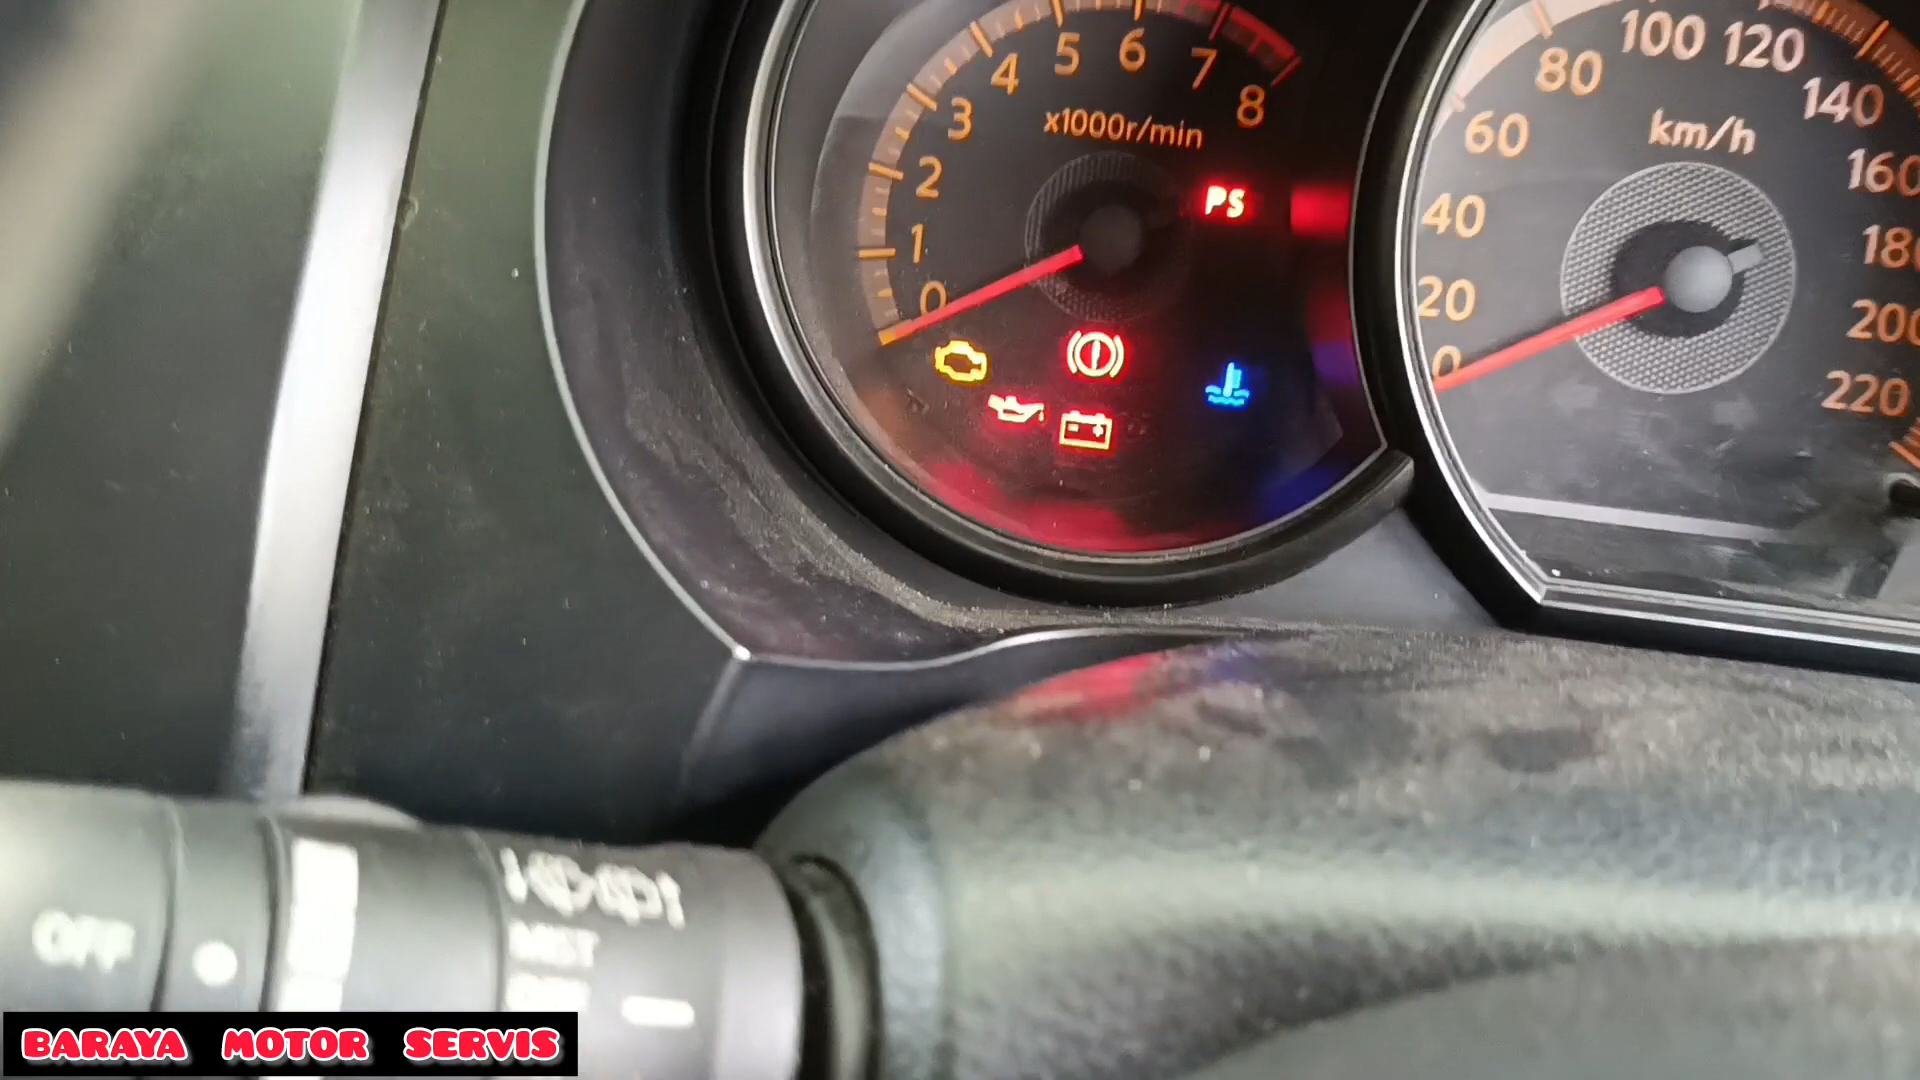 0 1 2 3 4 5 6 7 8
x1000r/min
PS
0 20 40 60 80 100 120 140 160
200
220
km/h
OFF
MIST
BARAYA MOTOR SERVIS